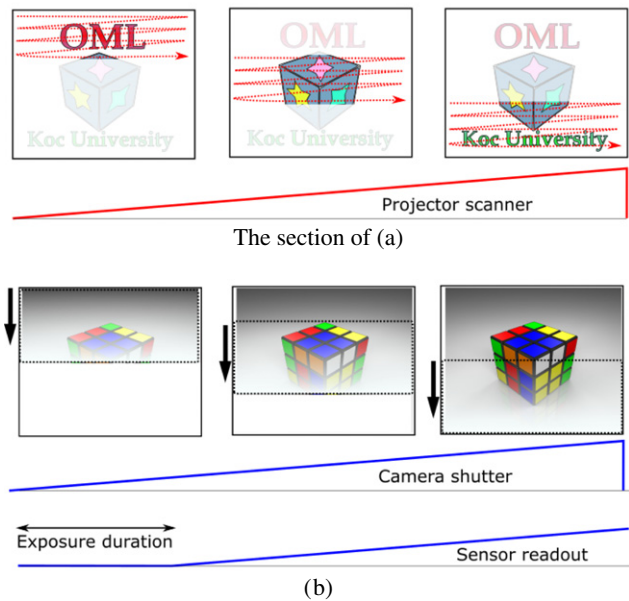 OML
Koc University
OML
Koc University
OML
Koc University
Projector scanner
The section of (a)
Camera shutter
Exposure duration
Sensor readout
(b)